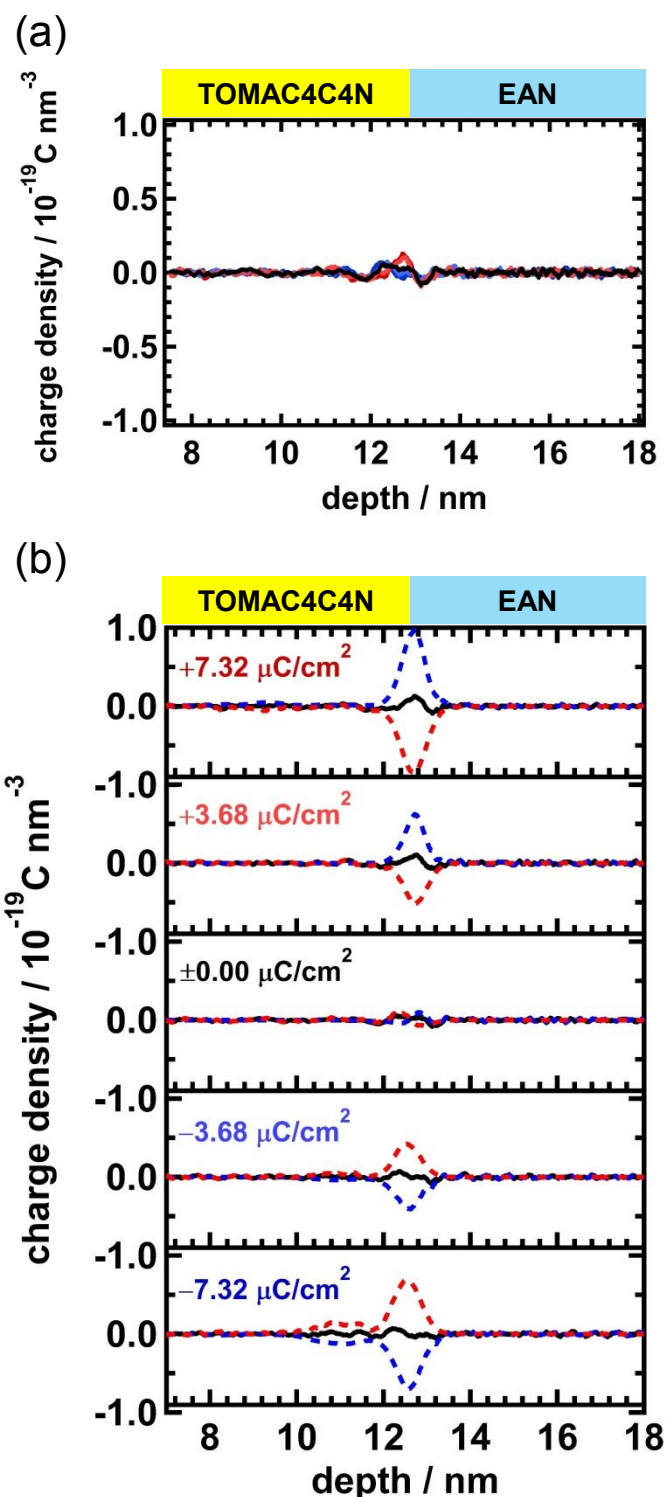 (a)
TOMAC4C4N EAN
charge density / 10⁻¹⁹ C nm⁻³
1.0
0.5
0.0
-0.5
-1.0
8 10 12 14 16 18
depth / nm
(b)
TOMAC4C4N EAN
charge density / 10⁻¹⁹ C nm⁻³
1.0
+7.32 μC/cm²
0.0
-1.0
+3.68 μC/cm²
0.0
-1.0
±0.00 μC/cm²
0.0
-1.0
−3.68 μC/cm²
0.0
-1.0
−7.32 μC/cm²
0.0
-1.0
8 10 12 14 16 18
depth / nm